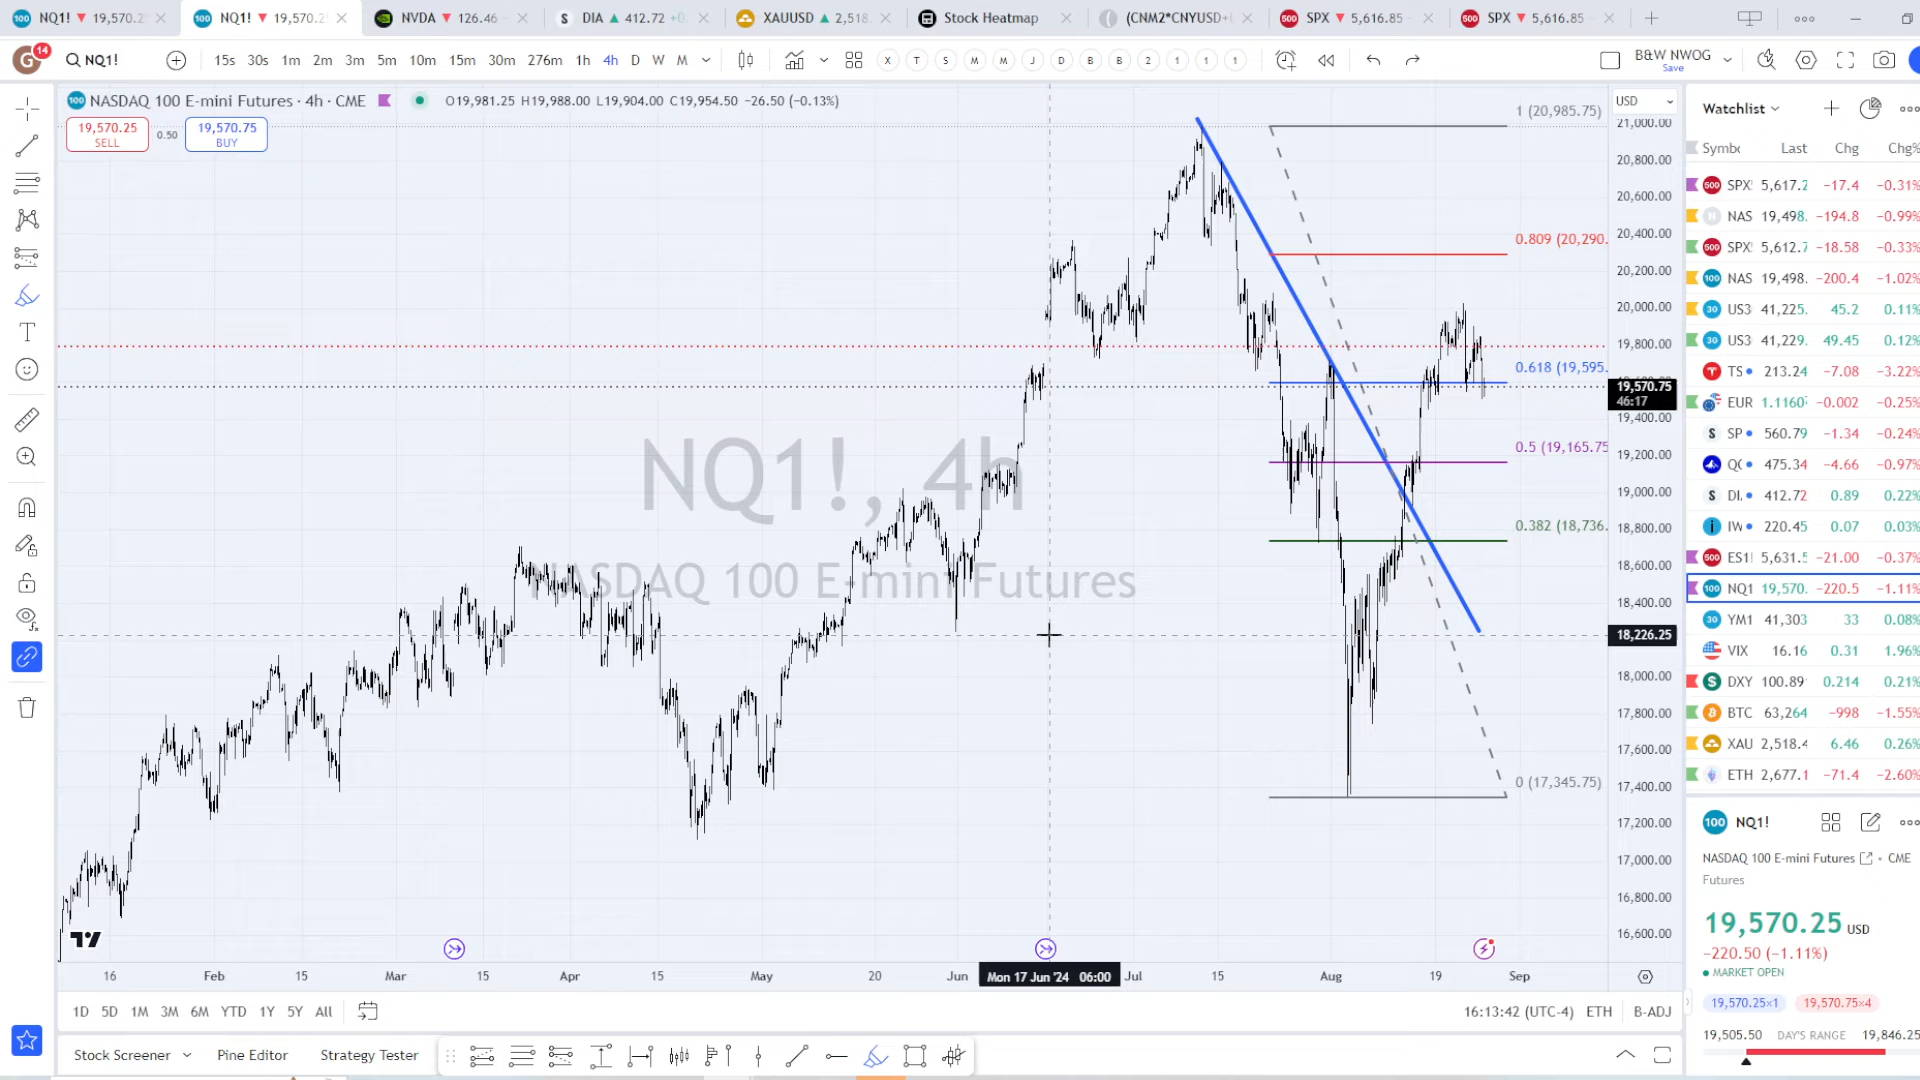 NQ1! ▼ 19,570.2
NQ1! ▼ 19,570.2
NVDA ▼ 126.46
S DIA ▲ 412.72
XAUUSD ▲ 2,518.
Stock Heatmap
(CNM2*CNYUSD+
500 SPX ▼ 5,616.85
500 SPX ▼ 5,616.85
G 14
NQ1!
15s 30s 1m 2m 3m 5m 10m 15m 30m 276m 1h 4h D W M
X T S M M J D B B 2 1 1 1
B&W NWOG
Save
NASDAQ 100 E-mini Futures · 4h · CME
O19,981.25 H19,988.00 L19,904.00 C19,954.50 −26.50 (−0.13%)
19,570.25
SELL
0.50
19,570.75
BUY
NQ1!, 4h
NASDAQ 100 E-mini Futures
1 (20,985.75)
0.809 (20,290.
0.618 (19,595.
0.5 (19,165.75
0.382 (18,736.
0 (17,345.75)
USD
21,000.00
20,800.00
20,600.00
20,400.00
20,200.00
20,000.00
19,800.00
19,570.75
46:17
19,400.00
19,200.00
19,000.00
18,800.00
18,600.00
18,400.00
18,226.25
18,000.00
17,800.00
17,600.00
17,400.00
17,200.00
17,000.00
16,800.00
16,600.00
16 Feb 15 Mar 15 Apr 15 May 20 Jun Mon 17 Jun '24 06:00 Jul 15 Aug 19 Sep
1D 5D 1M 3M 6M YTD 1Y 5Y All
16:13:42 (UTC-4) ETH B-ADJ
Stock Screener Pine Editor Strategy Tester
Watchlist
Symbo Last Chg Chg%
SPX 5,617.2 −17.4 −0.31%
NAS 19,498. −194.8 −0.99%
SPX 5,612.7 −18.58 −0.33%
NAS 19,498. −200.4 −1.02%
US3 41,225. 45.2 0.11%
US3 41,229. 49.45 0.12%
TS 213.24 −7.08 −3.22%
EUR 1.1160 −0.002 −0.25%
SP 560.79 −1.34 −0.24%
475.34 −4.66 −0.97%
DI. 412.72 0.89 0.22%
IW 220.45 0.07 0.03%
ES1! 5,631.5 −21.00 −0.37%
NQ1 19,570. −220.5 −1.11%
YM1 41,303 33 0.08%
VIX 16.16 0.31 1.96%
DXY 100.89 0.214 0.21%
BTC 63,264 −998 −1.55%
XAU 2,518.4 6.46 0.26%
ETH 2,677.1 −71.4 −2.60%
100 NQ1!
NASDAQ 100 E-mini Futures • CME
Futures
19,570.25 USD
−220.50 (−1.11%)
MARKET OPEN
19,570.25×1 19,570.75×4
19,505.50 DAY'S RANGE 19,846.25